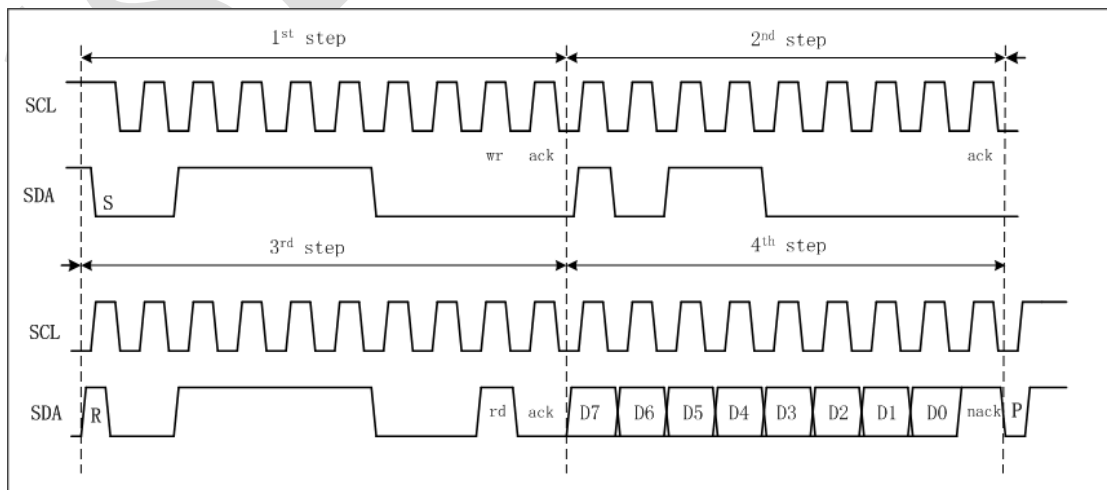 1st step 2nd step
SCL
wr ack ack
SDA
S
3rd step 4th step
SCL
SDA R rd ack D7 D6 D5 D4 D3 D2 D1 D0 nack P